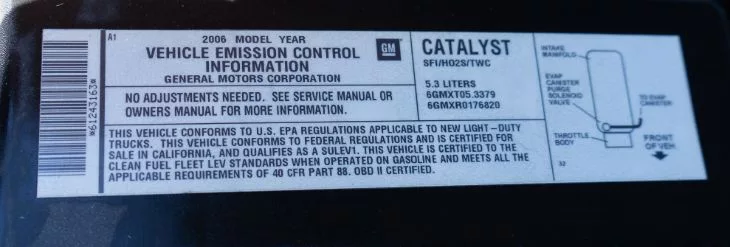 *61243163*
A1
2006 MODEL YEAR
VEHICLE EMISSION CONTROL
INFORMATION
GENERAL MOTORS CORPORATION
GM
NO ADJUSTMENTS NEEDED. SEE SERVICE MANUAL OR
OWNERS MANUAL FOR MORE INFORMATION.
CATALYST
SFI/HO2S/TWC
5.3 LITERS
6GMXT05.3379
6GMXR0176820
THIS VEHICLE CONFORMS TO U.S. EPA REGULATIONS APPLICABLE TO NEW LIGHT-DUTY
TRUCKS. THIS VEHICLE CONFORMS TO FEDERAL REGULATIONS AND IS CERTIFIED FOR
SALE IN CALIFORNIA, AND QUALIFIES AS A SULEV1. THIS VEHICLE IS CERTIFIED TO THE
CLEAN FUEL FLEET LEV STANDARDS WHEN OPERATED ON GASOLINE AND MEETS ALL THE
APPLICABLE REQUIREMENTS OF 40 CFR PART 88. OBD II CERTIFIED.
INTAKE
MANIFOLD
EVAP
CANISTER
PURGE
SOLENOID
VALVE
TO EVAP
CANISTER
THROTTLE
BODY
FRONT
OF VEH
32